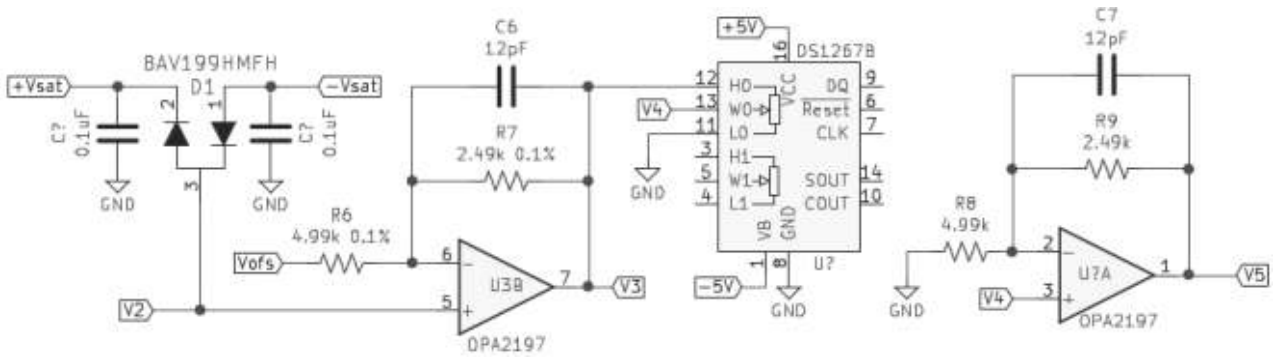 C6
12pF
BAV199HMFH
D1
+Vsat
-Vsat
2
1
C?
0.1uF
C?
0.1uF
GND
3
GND
R7
2.49k 0.1%
R6
4.99k 0.1%
Vofs
6
-
U3B
7
V3
V2
5
+
OPA2197
+5V
16
DS1267B
12
H0
VCC
DQ
9
V4
13
W0
Reset
6
11
L0
CLK
7
GND
3
H1
5
W1
SOUT
14
4
L1
COUT
10
VB
GND
1
8
U?
-5V
GND
C7
12pF
R9
2.49k
R8
4.99k
2
-
U?A
1
V5
GND
V4
3
+
OPA2197